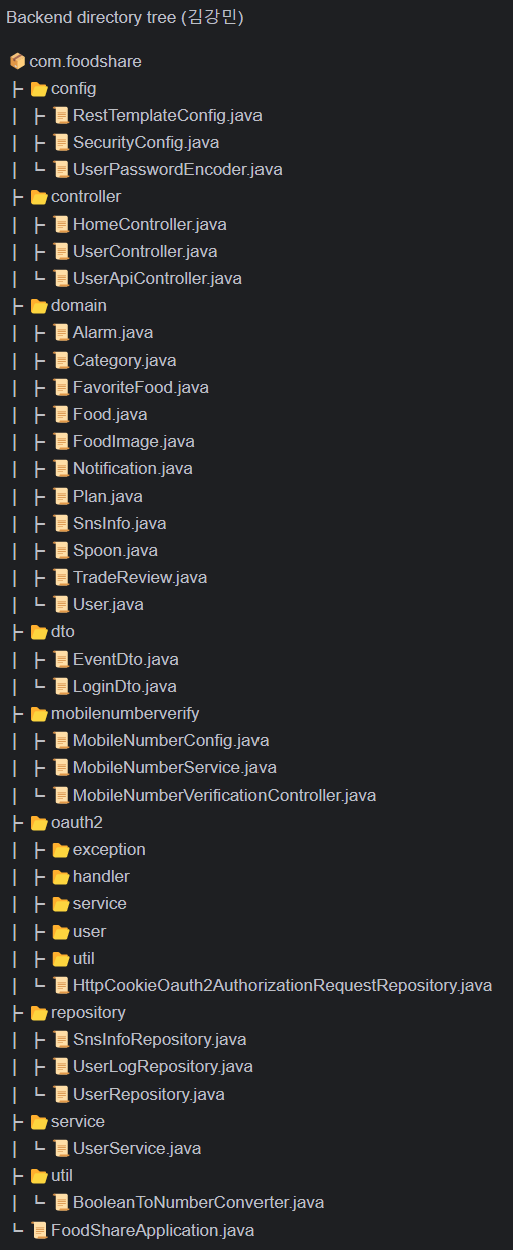 Backend directory tree (김강민)
com.foodshare
├ config
│ ├ RestTemplateConfig.java
│ ├ SecurityConfig.java
│ └ UserPasswordEncoder.java
├ controller
│ ├ HomeController.java
│ ├ UserController.java
│ └ UserApiController.java
├ domain
│ ├ Alarm.java
│ ├ Category.java
│ ├ FavoriteFood.java
│ ├ Food.java
│ ├ FoodImage.java
│ ├ Notification.java
│ ├ Plan.java
│ ├ SnsInfo.java
│ ├ Spoon.java
│ ├ TradeReview.java
│ └ User.java
├ dto
│ ├ EventDto.java
│ └ LoginDto.java
├ mobilenumberverify
│ ├ MobileNumberConfig.java
│ ├ MobileNumberService.java
│ └ MobileNumberVerificationController.java
├ oauth2
│ ├ exception
│ ├ handler
│ ├ service
│ ├ user
│ ├ util
│ └ HttpCookieOauth2AuthorizationRequestRepository.java
├ repository
│ ├ SnsInfoRepository.java
│ ├ UserLogRepository.java
│ └ UserRepository.java
├ service
│ └ UserService.java
├ util
│ └ BooleanToNumberConverter.java
└ FoodShareApplication.java